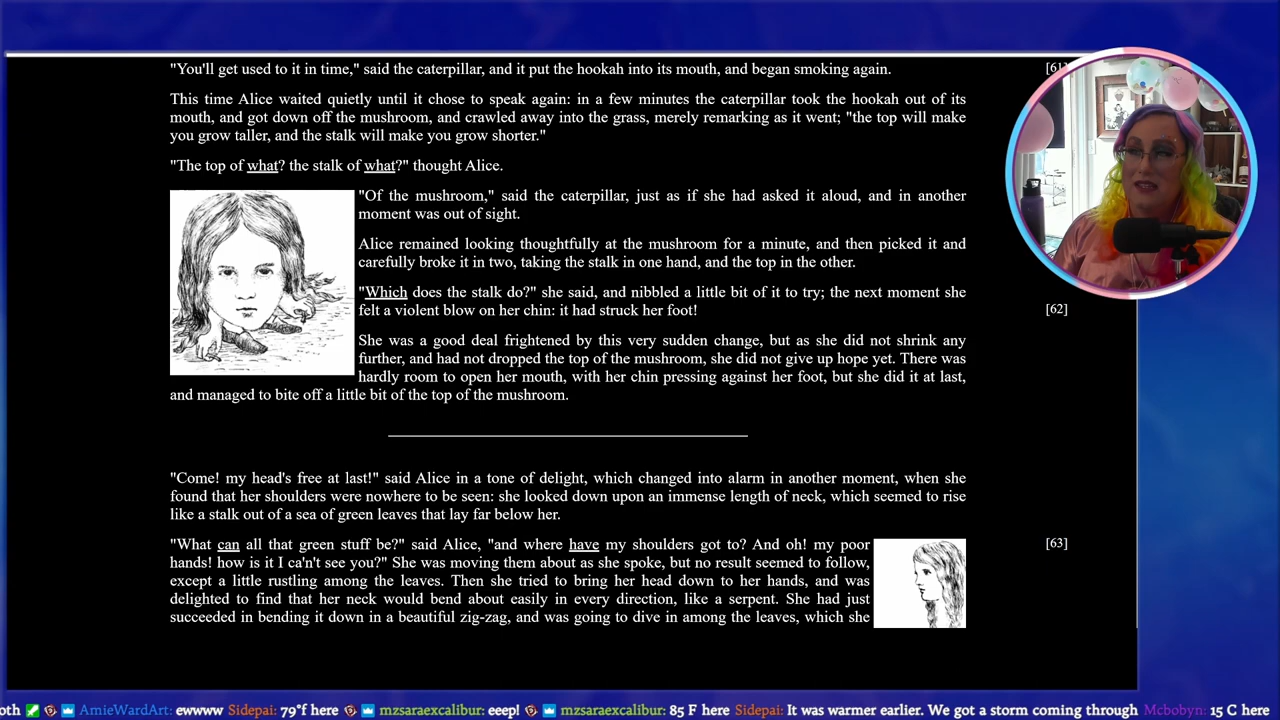 "You'll get used to it in time," said the caterpillar, and it put the hookah into its mouth, and began smoking again.
[61]
This time Alice waited quietly until it chose to speak again: in a few minutes the caterpillar took the hookah out of its
mouth, and got down off the mushroom, and crawled away into the grass, merely remarking as it went; "the top will make
you grow taller, and the stalk will make you grow shorter."
"The top of what? the stalk of what?" thought Alice.
"Of the mushroom," said the caterpillar, just as if she had asked it aloud, and in another
moment was out of sight.
Alice remained looking thoughtfully at the mushroom for a minute, and then picked it and
carefully broke it in two, taking the stalk in one hand, and the top in the other.
"Which does the stalk do?" she said, and nibbled a little bit of it to try; the next moment she
felt a violent blow on her chin: it had struck her foot!
[62]
She was a good deal frightened by this very sudden change, but as she did not shrink any
further, and had not dropped the top of the mushroom, she did not give up hope yet. There was
hardly room to open her mouth, with her chin pressing against her foot, but she did it at last,
and managed to bite off a little bit of the top of the mushroom.
"Come! my head's free at last!" said Alice in a tone of delight, which changed into alarm in another moment, when she
found that her shoulders were nowhere to be seen: she looked down upon an immense length of neck, which seemed to rise
like a stalk out of a sea of green leaves that lay far below her.
"What can all that green stuff be?" said Alice, "and where have my shoulders got to? And oh! my poor
[63]
hands! how is it I ca'n't see you?" She was moving them about as she spoke, but no result seemed to follow,
except a little rustling among the leaves. Then she tried to bring her head down to her hands, and was
delighted to find that her neck would bend about easily in every direction, like a serpent. She had just
succeeded in bending it down in a beautiful zig-zag, and was going to dive in among the leaves, which she
oth AmieWardArt: ewwww Sidepai: 79°f here mzsaraexcalibur: eeep! mzsaraexcalibur: 85 F here Sidepai: It was warmer earlier. We got a storm coming through Mcbobyn: 15 C here